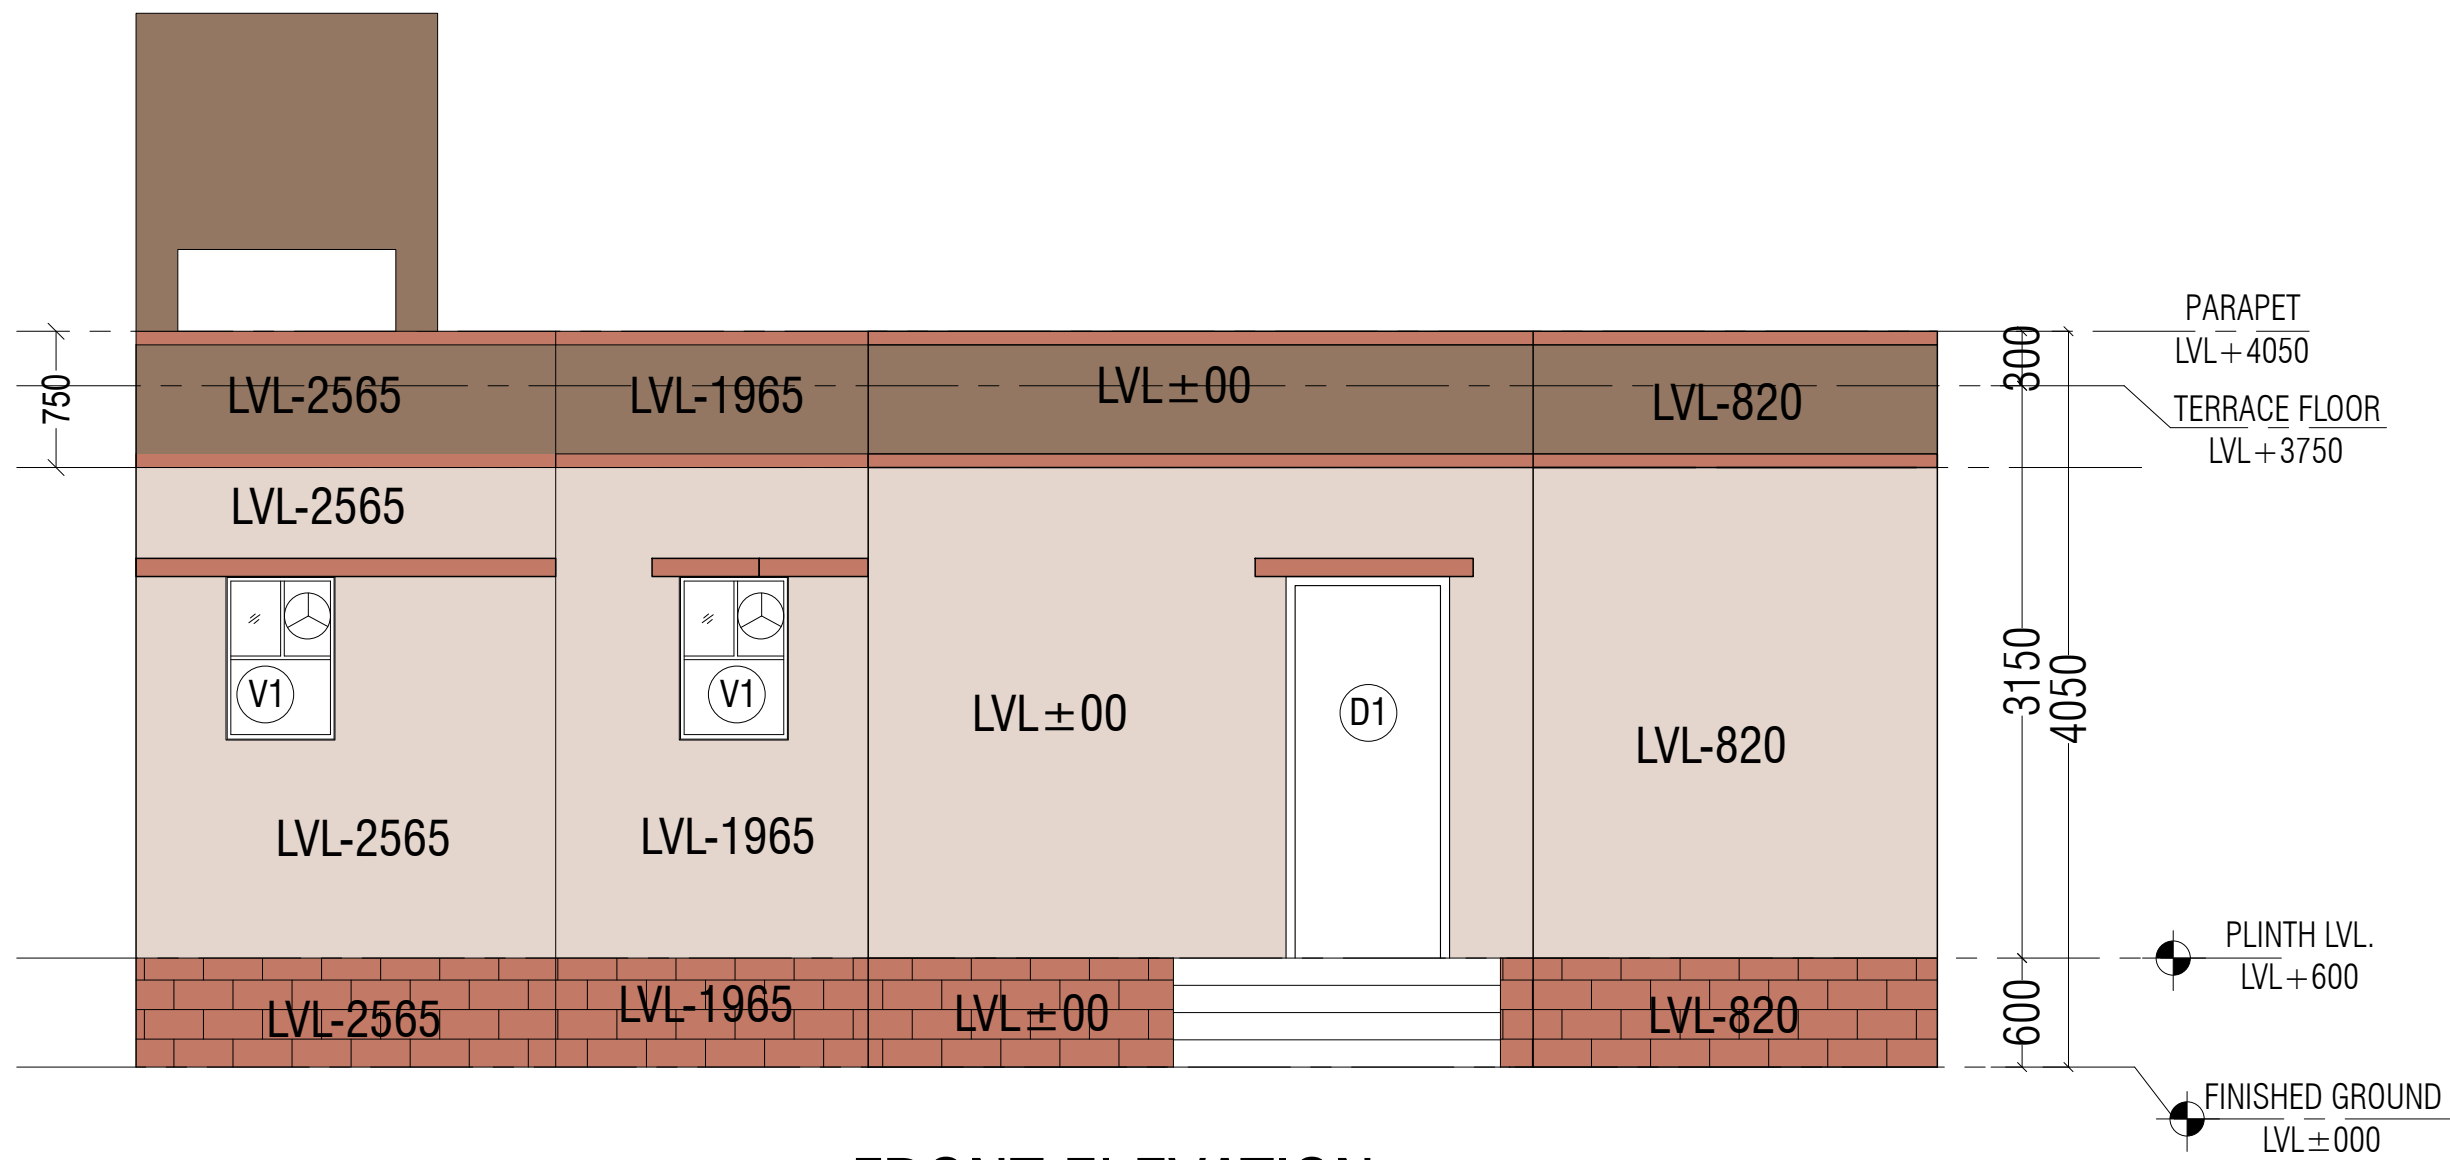 PARAPET
LVL+4050
300
LVL-2565
LVL-1965
LVL±00
LVL-820
750
TERRACE FLOOR
LVL+3750
LVL-2565
V1
V1
D1
3150
4050
LVL±00
LVL-820
LVL-2565
LVL-1965
PLINTH LVL.
LVL+600
LVL-2565
LVL-1965
LVL±00
LVL-820
600
FINISHED GROUND
LVL±000
FRONT ELEVATION